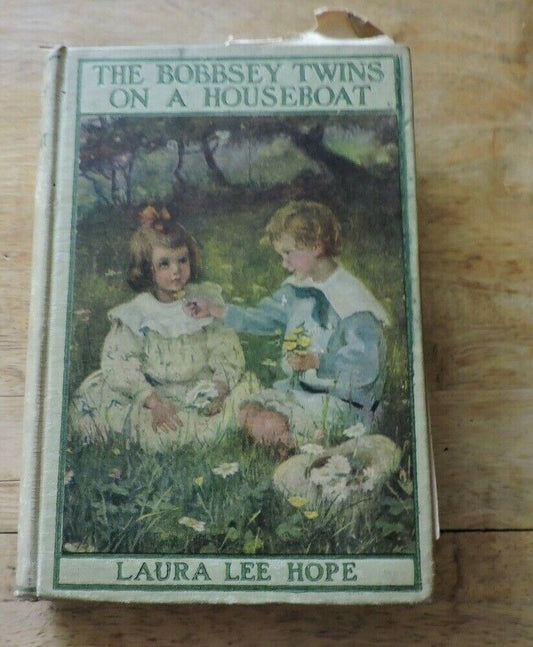 THE BOBBSEY TWINS
ON A HOUSEBOAT
LAURA LEE HOPE